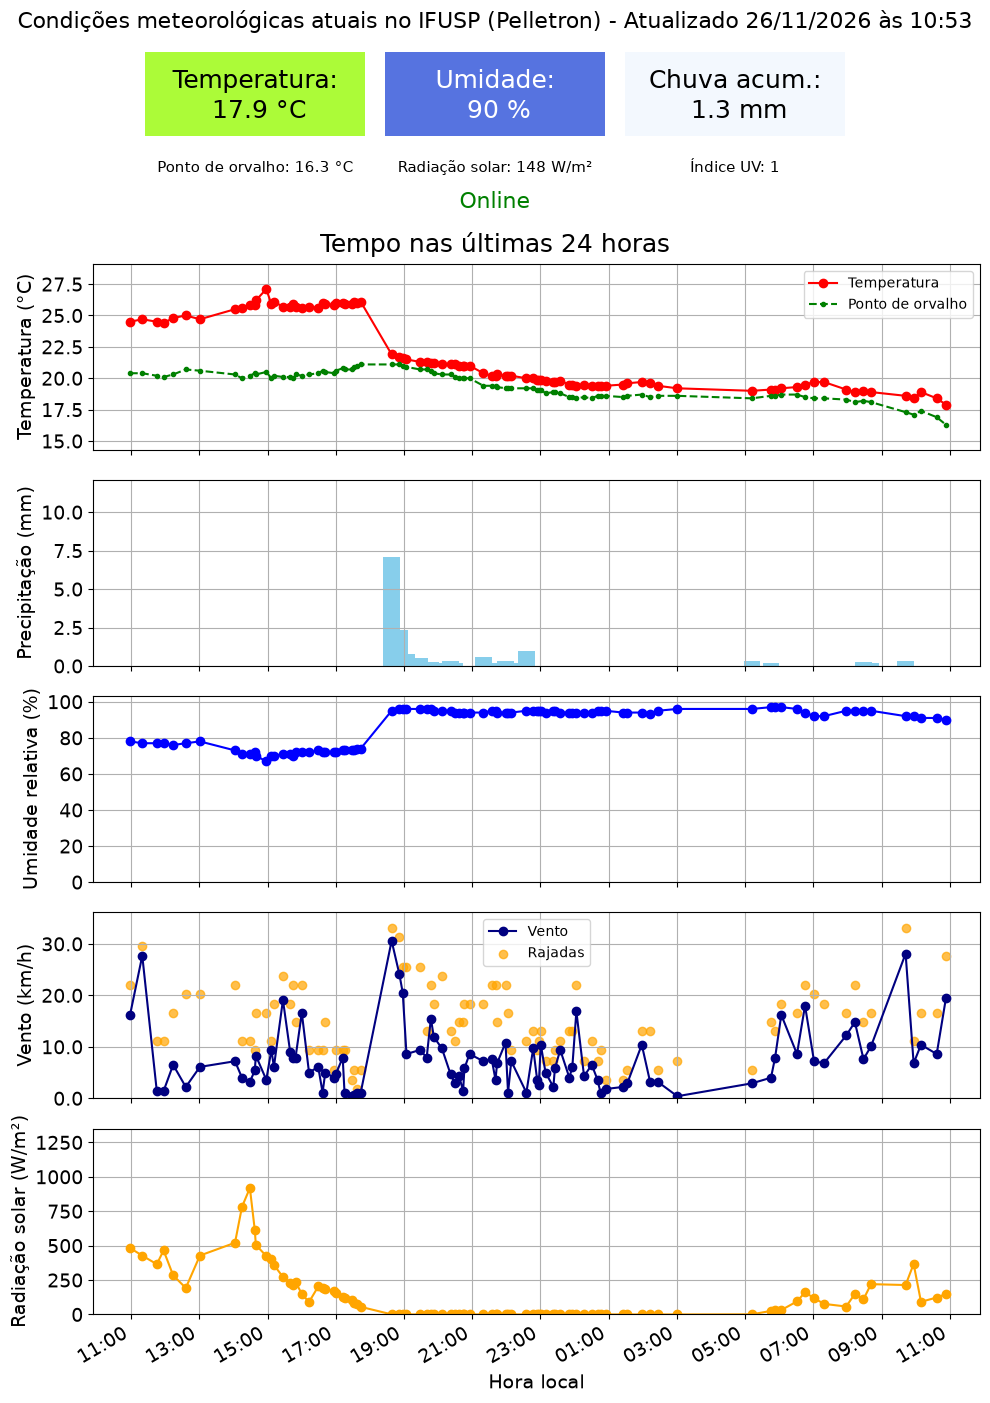 Condições meteorológicas atuais no IFUSP (Pelletron) - Atualizado 26/11/2026 às 10:53
Temperatura:
17.9 °C
Umidade:
90 %
Chuva acum.:
1.3 mm
Ponto de orvalho: 16.3 °C
Radiação solar: 148 W/m²
Índice UV: 1
Online
Tempo nas últimas 24 horas
Temperatura (°C)
27.5
25.0
22.5
20.0
17.5
15.0
Temperatura
Ponto de orvalho
Precipitação (mm)
10.0
7.5
5.0
2.5
0.0
Umidade relativa (%)
100
80
60
40
20
0
Vento (km/h)
30.0
20.0
10.0
0.0
Vento
Rajadas
Radiação solar (W/m²)
1250
1000
750
500
250
0
11:00
13:00
15:00
17:00
19:00
21:00
23:00
01:00
03:00
05:00
07:00
09:00
11:00
Hora local